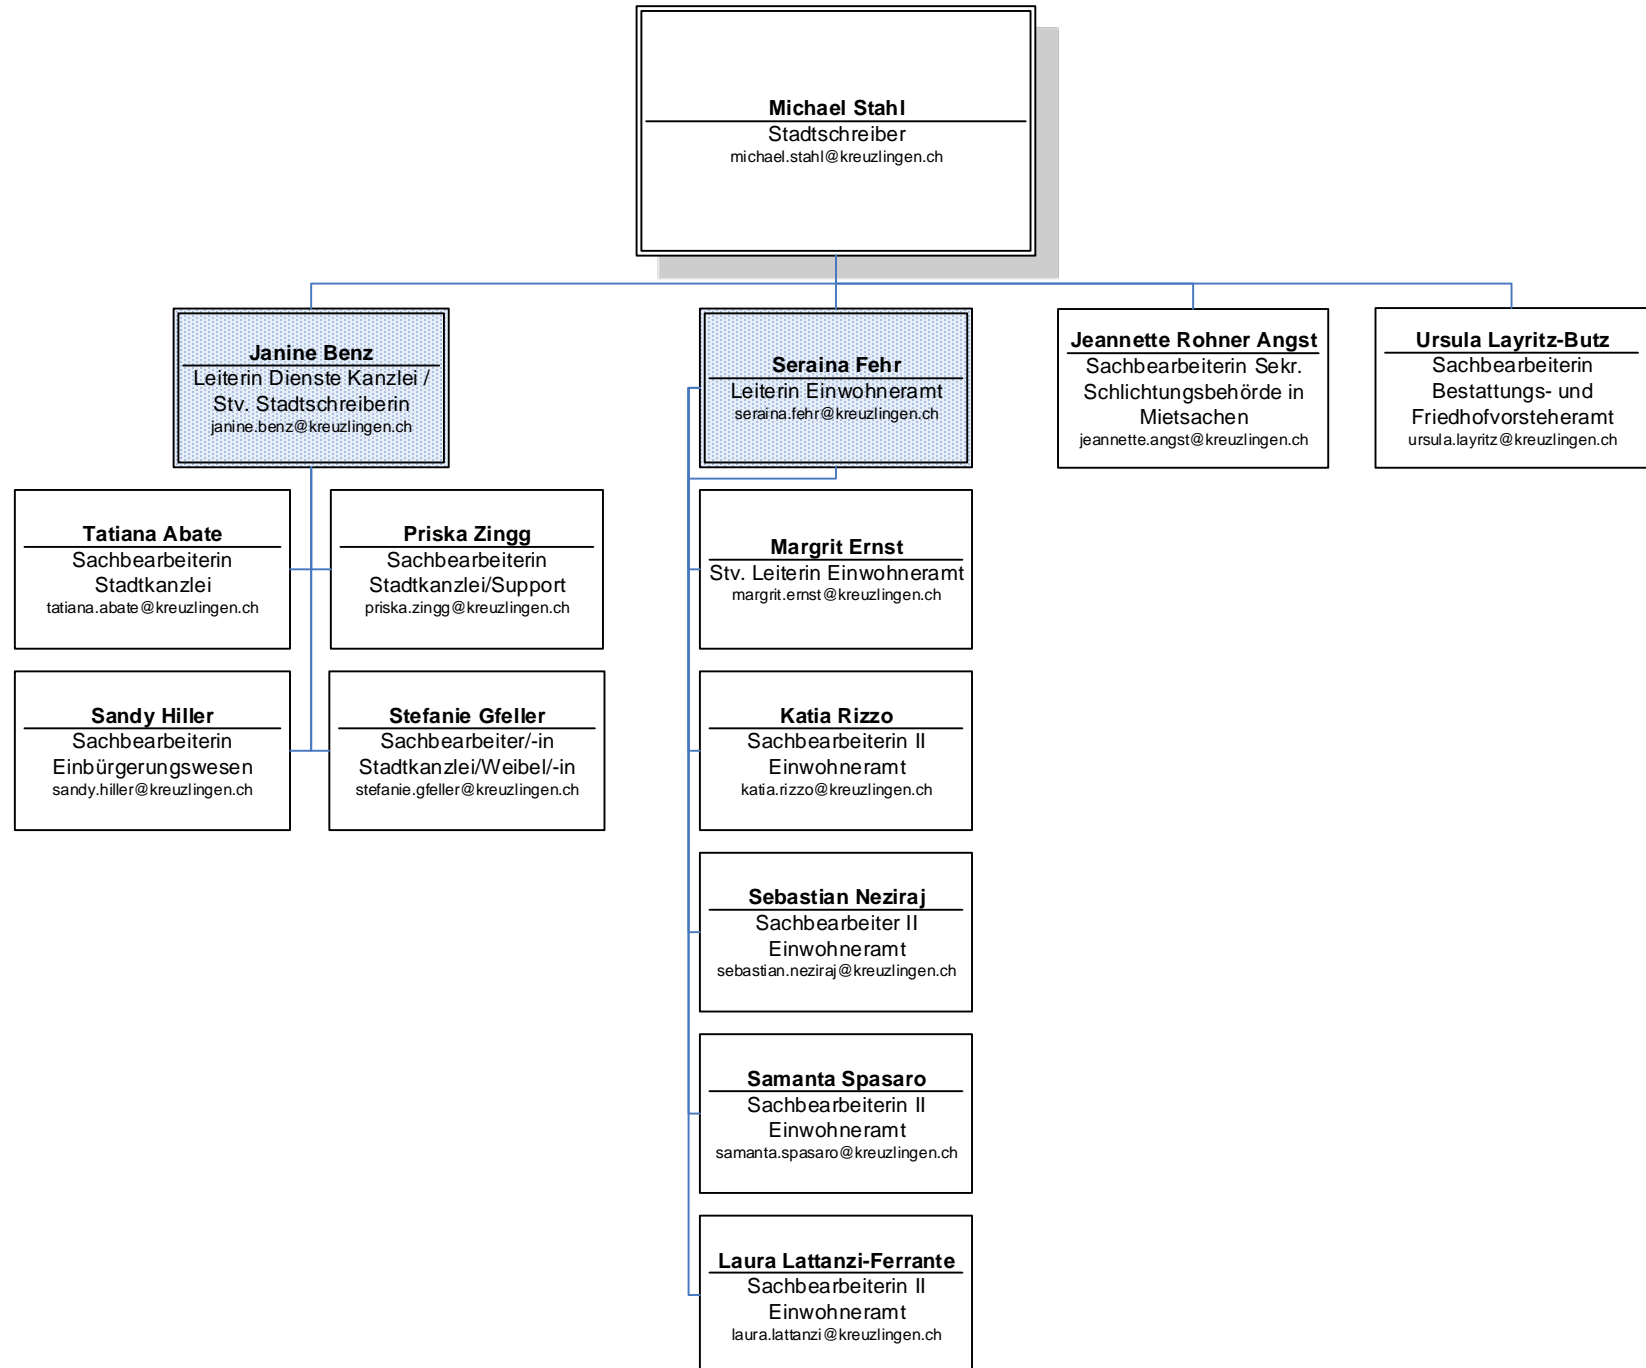 Michael Stahl
Stadtschreiber
michael.stahl@kreuzlingen.ch
Janine Benz
Leiterin Dienste Kanzlei /
Stv. Stadtschreiberin
janine.benz@kreuzlingen.ch
Seraina Fehr
Leiterin Einwohneramt
seraina.fehr@kreuzlingen.ch
Jeannette Rohner Angst
Sachbearbeiterin Sekr.
Schlichtungsbehörde in
Mietsachen
jeannette.angst@kreuzlingen.ch
Ursula Layritz-Butz
Sachbearbeiterin
Bestattungs- und
Friedhofvorsteheramt
ursula.layritz@kreuzlingen.ch
Tatiana Abate
Sachbearbeiterin
Stadtkanzlei
tatiana.abate@kreuzlingen.ch
Priska Zingg
Sachbearbeiterin
Stadtkanzlei/Support
priska.zingg@kreuzlingen.ch
Sandy Hiller
Sachbearbeiterin
Einbürgerungswesen
sandy.hiller@kreuzlingen.ch
Stefanie Gfeller
Sachbearbeiter/-in
Stadtkanzlei/Weibel/-in
stefanie.gfeller@kreuzlingen.ch
Margrit Ernst
Stv. Leiterin Einwohneramt
margrit.ernst@kreuzlingen.ch
Katia Rizzo
Sachbearbeiterin II
Einwohneramt
katia.rizzo@kreuzlingen.ch
Sebastian Neziraj
Sachbearbeiter II
Einwohneramt
sebastian.neziraj@kreuzlingen.ch
Samanta Spasaro
Sachbearbeiterin II
Einwohneramt
samanta.spasaro@kreuzlingen.ch
Laura Lattanzi-Ferrante
Sachbearbeiterin II
Einwohneramt
laura.lattanzi@kreuzlingen.ch